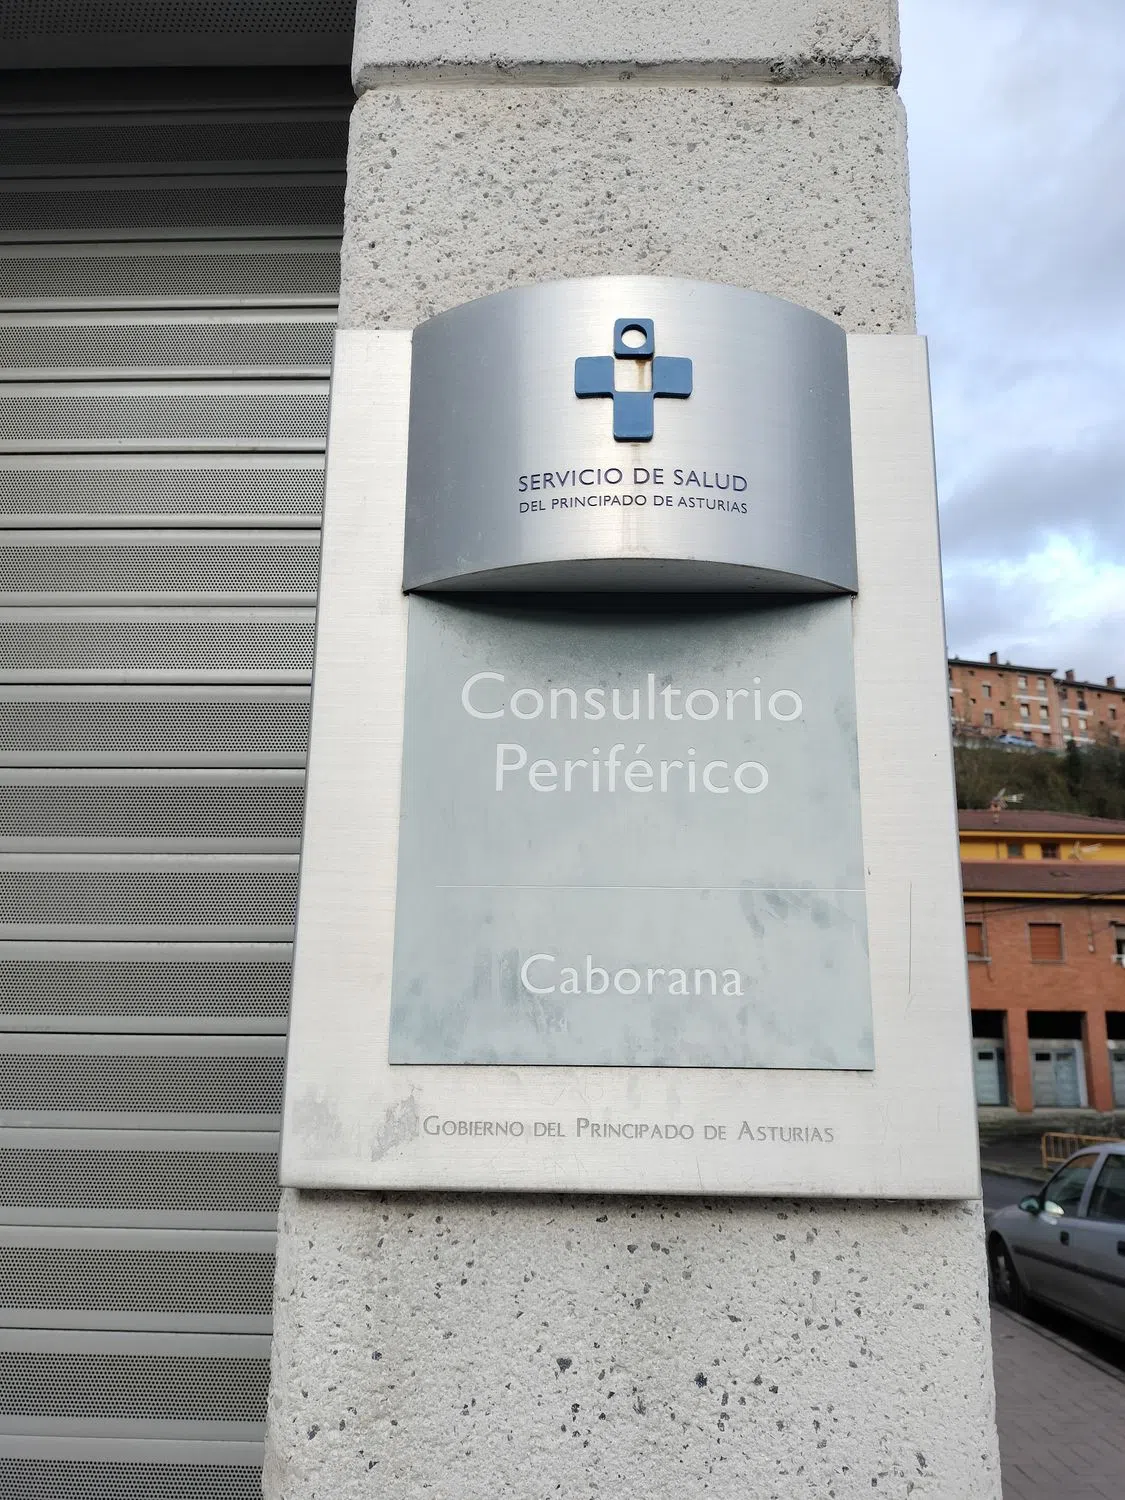 SERVICIO DE SALUD
DEL PRINCIPADO DE ASTURIAS
Consultorio
Periférico
Caborana
GOBIERNO DEL PRINCIPADO DE ASTURIAS